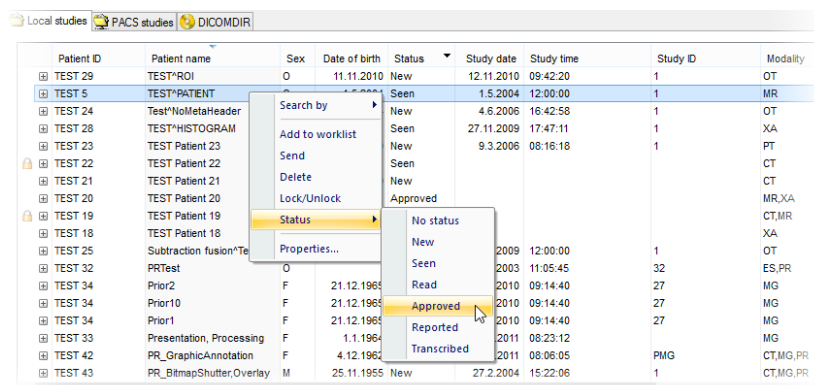 Local studies PACS studies DICOMDIR
Patient ID Patient name Sex Date of birth Status Study date Study time Study ID Modality
TEST 29 TEST^ROI O 11.11.2010 New 12.11.2010 09:42:20 1 OT
TEST 5 TEST^PATIENT Seen 1.5.2004 12:00:00 1 MR
TEST 24 Test^NoMetaHeader New 4.6.2006 16:42:58 1 OT
TEST 28 TEST^HISTOGRAM Seen 27.11.2009 17:47:11 1 XA
TEST 23 TEST Patient 23 New 9.3.2006 08:16:18 1 PT
TEST 22 TEST Patient 22 Seen CT
TEST 21 TEST Patient 21 New CT
TEST 20 TEST Patient 20 Approved MR,XA
TEST 19 TEST Patient 19 CT,MR
TEST 18 TEST Patient 18 XA
TEST 25 Subtraction fusion^Te 2009 12:00:00 1 OT
TEST 32 PRTest O 2003 11:05:45 32 ES,PR
TEST 34 Prior2 F 21.12.1965 2010 09:14:40 27 MG
TEST 34 Prior10 F 21.12.1965 2010 09:14:40 27 MG
TEST 34 Prior1 F 21.12.1965 2010 09:14:40 27 MG
TEST 33 Presentation, Processing F 1.1.1964 2011 08:23:12 MG
TEST 42 PR_GraphicAnnotation F 4.12.1962 2011 08:06:05 PMG CT,MG,PR
TEST 43 PR_BitmapShutter,Overlay M 25.11.1955 New 27.2.2004 15:22:06 1 CT,MG,PR
Search by
Add to worklist
Send
Delete
Lock/Unlock
Status
Properties...
No status
New
Seen
Read
Approved
Reported
Transcribed